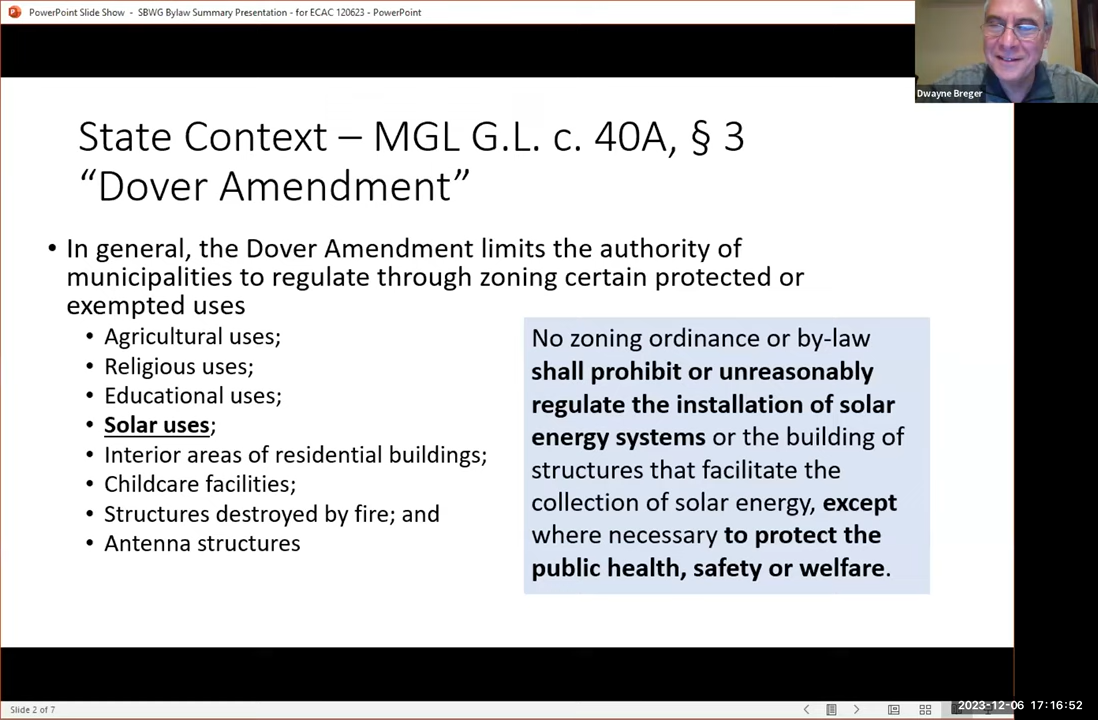 PowerPoint Slide Show - SBWG Bylaw Summary Presentation - for ECAC 120623 - PowerPoint
Dwayne Breger
State Context – MGL G.L. c. 40A, § 3
“Dover Amendment”
• In general, the Dover Amendment limits the authority of
municipalities to regulate through zoning certain protected or
exempted uses
• Agricultural uses;
• Religious uses;
• Educational uses;
• Solar uses;
• Interior areas of residential buildings;
• Childcare facilities;
• Structures destroyed by fire; and
• Antenna structures
No zoning ordinance or by-law
shall prohibit or unreasonably
regulate the installation of solar
energy systems or the building of
structures that facilitate the
collection of solar energy, except
where necessary to protect the
public health, safety or welfare.
Slide 2 of 7
2023-12-06 17:16:52